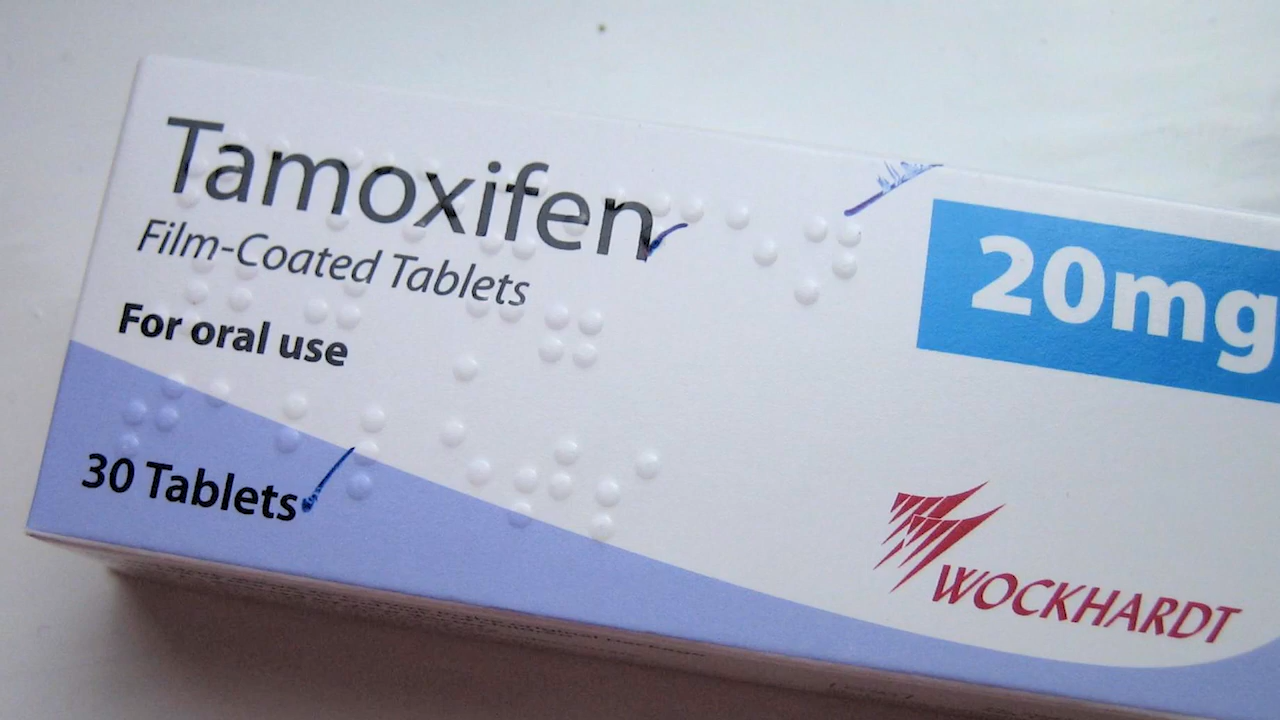 Tamoxifen
Film-Coated Tablets
For oral use
30 Tablets
20mg
WOCKHARDT